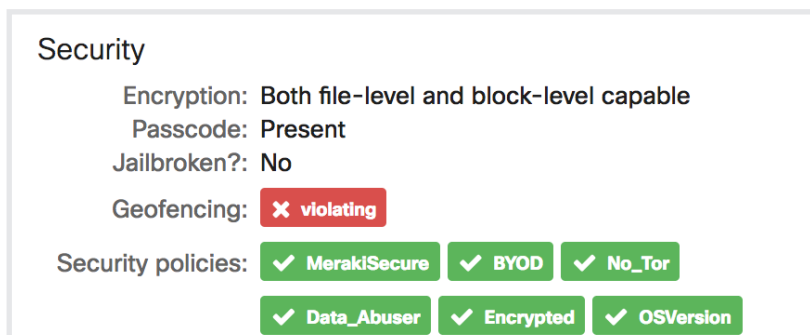 Security
Encryption: Both file-level and block-level capable
Passcode: Present
Jailbroken?: No
Geofencing: violating
Security policies: MerakiSecure BYOD No_Tor
Data_Abuser Encrypted OSVersion